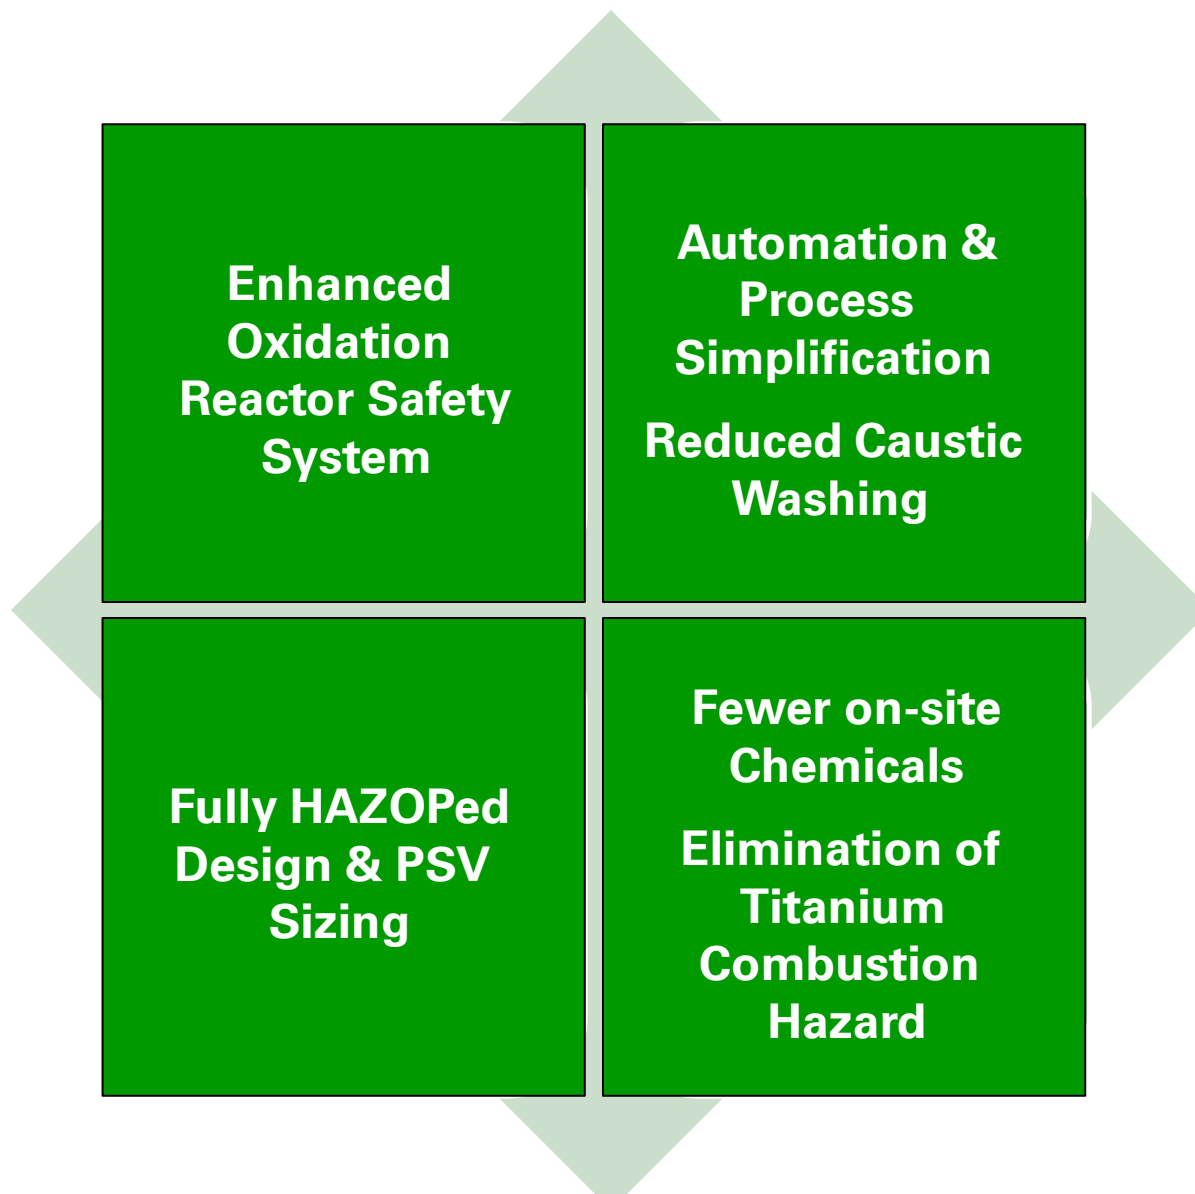 Enhanced
Oxidation
Reactor Safety
System
Automation &
Process
Simplification
Reduced Caustic
Washing
Fully HAZOPed
Design & PSV
Sizing
Fewer on-site
Chemicals
Elimination of
Titanium
Combustion
Hazard